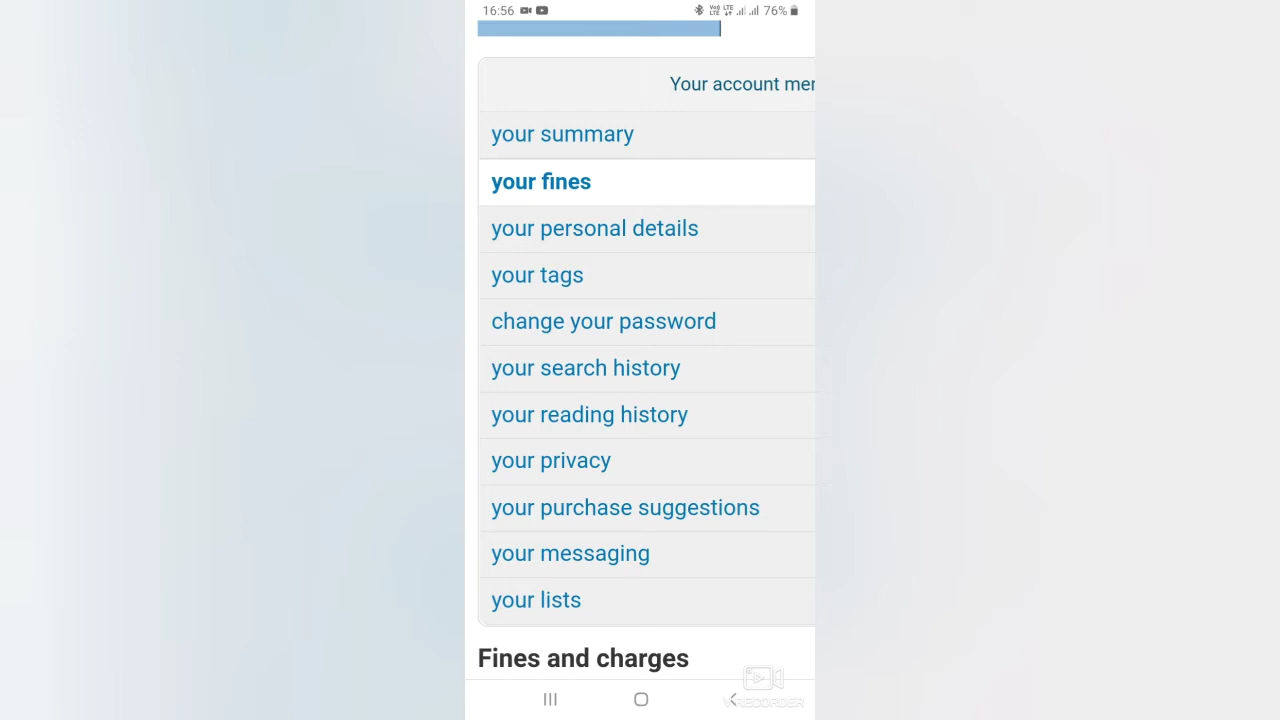 16:56 76%
Your account mer
your summary
your fines
your personal details
your tags
change your password
your search history
your reading history
your privacy
your purchase suggestions
your messaging
your lists
Fines and charges